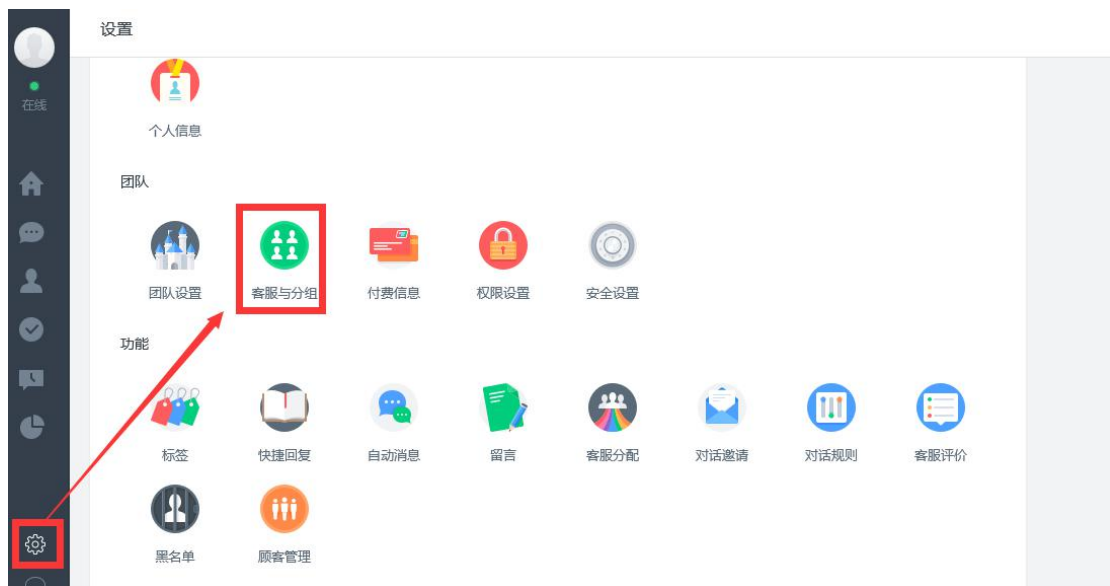 设置
在线
个人信息
团队
团队设置 客服与分组 付费信息 权限设置 安全设置
功能
标签 快捷回复 自动消息 留言 客服分配 对话邀请 对话规则 客服评价
黑名单 顾客管理